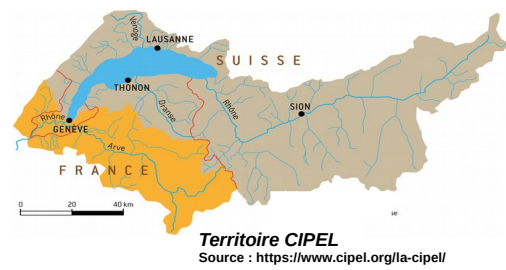 Venoge
LAUSANNE
SUISSE
THONON
Dranse
Rhône
SION
Rhône
GENÈVE
Arve
FRANCE
0 20 40 km
se
Territoire CIPEL
Source : https://www.cipel.org/la-cipel/